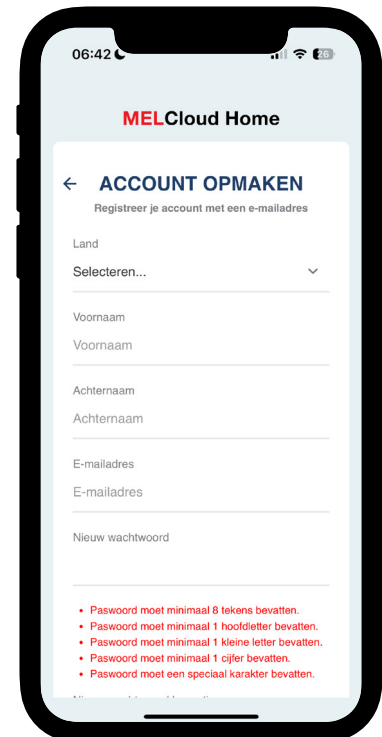 06:42
26
MELCloud Home
ACCOUNT OPMAKEN
Registreer je account met een e-mailadres
Land
Selecteren...
Voornaam
Voornaam
Achternaam
Achternaam
E-mailadres
E-mailadres
Nieuw wachtwoord
• Paswoord moet minimaal 8 tekens bevatten.
• Paswoord moet minimaal 1 hoofdletter bevatten.
• Paswoord moet minimaal 1 kleine letter bevatten.
• Paswoord moet minimaal 1 cijfer bevatten.
• Paswoord moet een speciaal karakter bevatten.